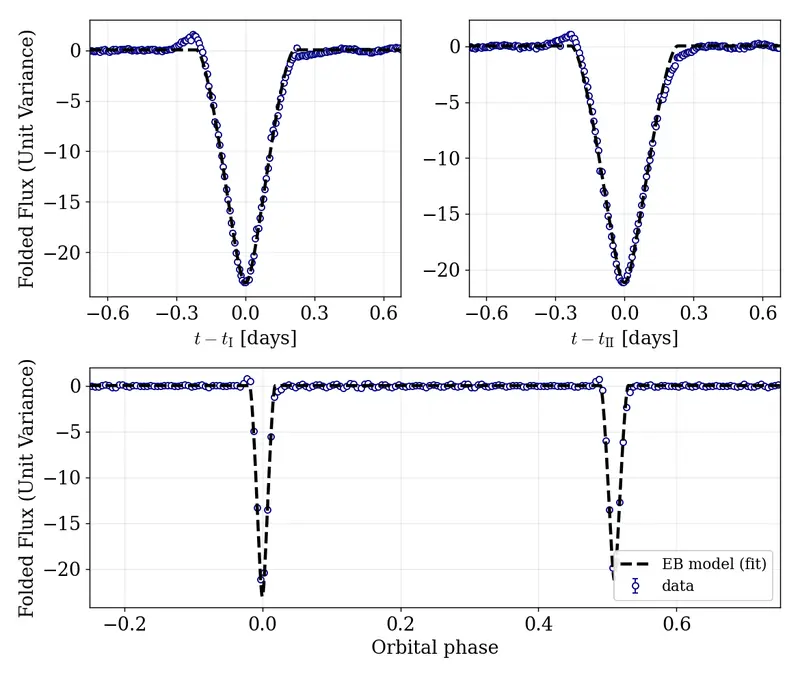 Folded Flux (Unit Variance)
0
−5
−10
−15
−20
−0.6 −0.3 0.0 0.3 0.6
t − tI [days]
0
−5
−10
−15
−20
−0.6 −0.3 0.0 0.3 0.6
t − tII [days]
Folded Flux (Unit Variance)
0
−5
−10
−15
−20
−0.2 0.0 0.2 0.4 0.6
Orbital phase
EB model (fit)
data